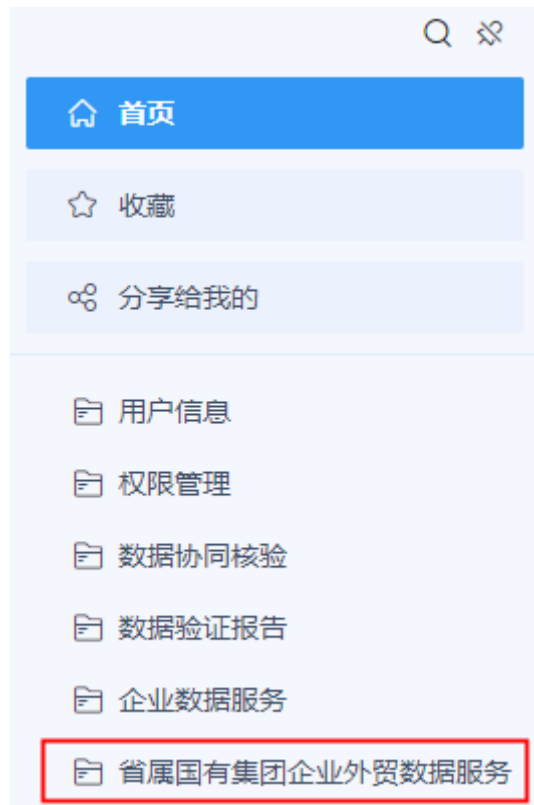 首页
收藏
分享给我的
用户信息
权限管理
数据协同核验
数据验证报告
企业数据服务
省属国有集团企业外贸数据服务